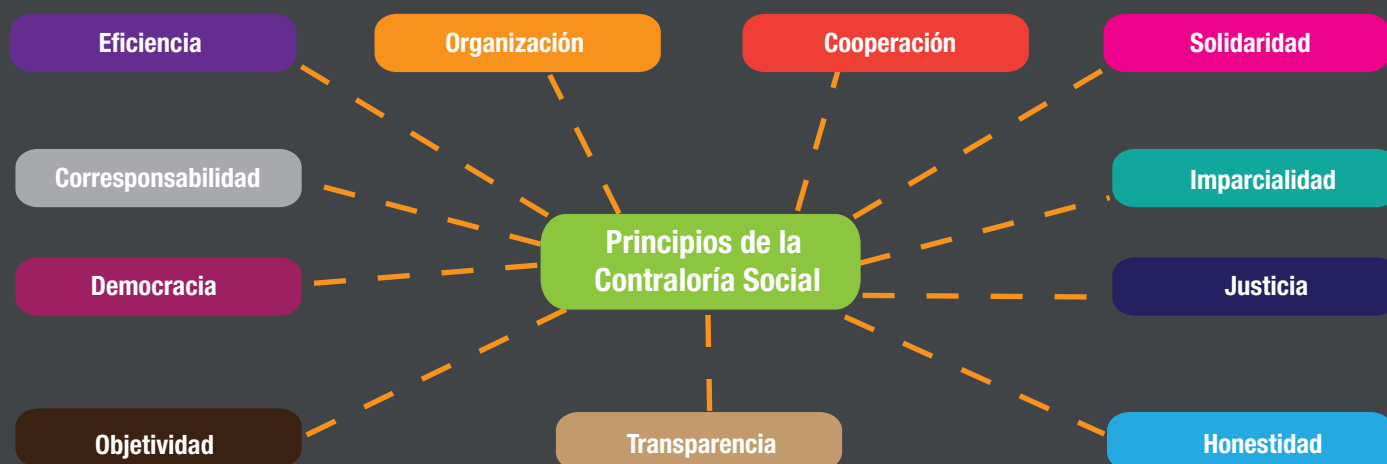 Eficiencia
Organización
Cooperación
Solidaridad
Corresponsabilidad
Imparcialidad
Principios de la
Contraloría Social
Democracia
Justicia
Objetividad
Transparencia
Honestidad